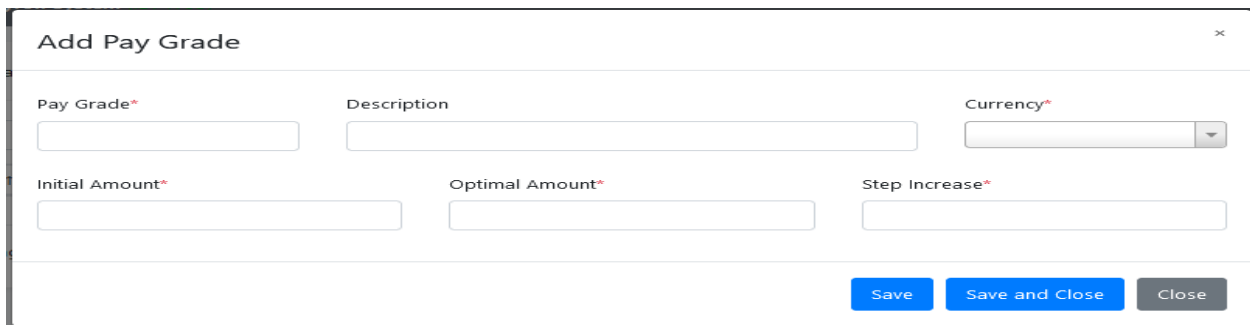 Add Pay Grade
×
Pay Grade* Description Currency*
Initial Amount* Optimal Amount* Step Increase*
Save Save and Close Close